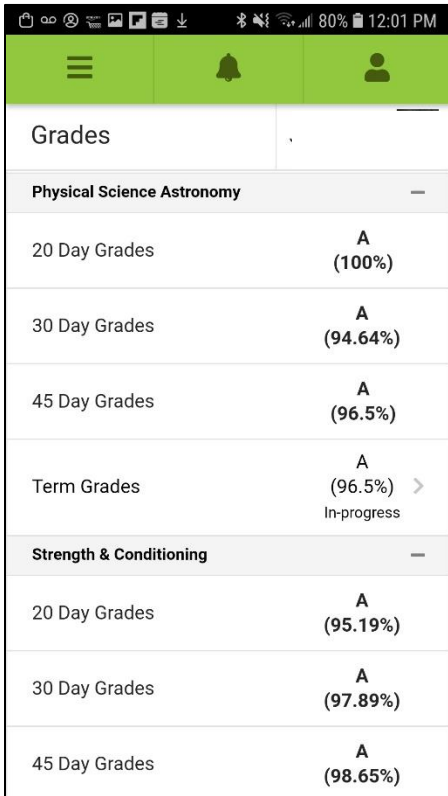 80% 12:01 PM
Grades
Physical Science Astronomy
20 Day Grades
A
(100%)
30 Day Grades
A
(94.64%)
45 Day Grades
A
(96.5%)
Term Grades
A
(96.5%)
In-progress
Strength & Conditioning
20 Day Grades
A
(95.19%)
30 Day Grades
A
(97.89%)
45 Day Grades
A
(98.65%)